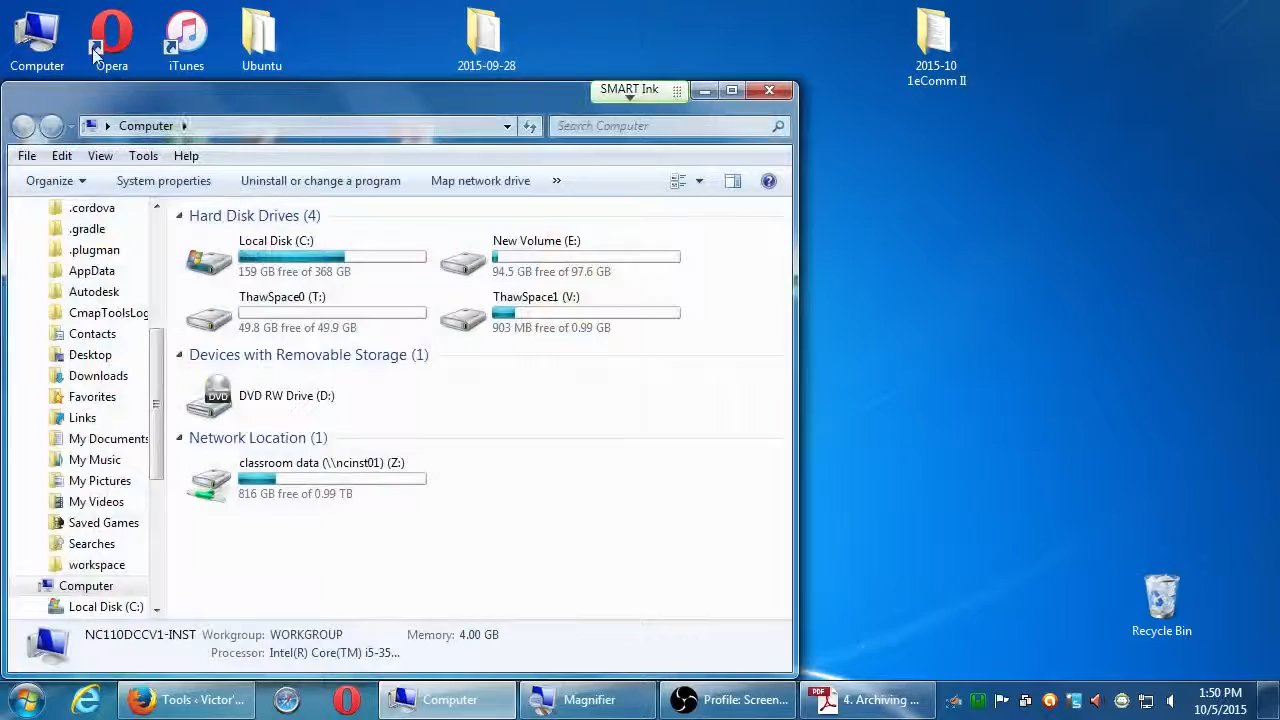 Computer
Opera
iTunes
Ubuntu
2015-09-28
2015-10
1eComm II
SMART Ink
Computer
Search Computer
File Edit View Tools Help
Organize System properties Uninstall or change a program Map network drive »
.cordova
.gradle
.plugman
AppData
Autodesk
CmapToolsLog
Contacts
Desktop
Downloads
Favorites
Links
My Documents
My Music
My Pictures
My Videos
Saved Games
Searches
workspace
Computer
Local Disk (C:)
Hard Disk Drives (4)
Local Disk (C:)
159 GB free of 368 GB
New Volume (E:)
94.5 GB free of 97.6 GB
ThawSpace0 (T:)
49.8 GB free of 49.9 GB
ThawSpace1 (V:)
903 MB free of 0.99 GB
Devices with Removable Storage (1)
DVD
DVD RW Drive (D:)
Network Location (1)
classroom data (\\ncinst01) (Z:)
816 GB free of 0.99 TB
NC110DCCV1-INST Workgroup: WORKGROUP Memory: 4.00 GB
Processor: Intel(R) Core(TM) i5-35...
Recycle Bin
Tools - Victor'...
Computer
Magnifier
Profile: Screen...
PDF
4. Archiving ...
1:50 PM
10/5/2015